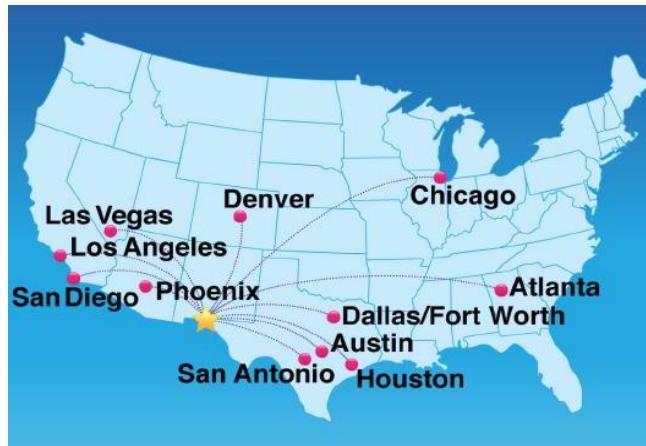 Denver
Chicago
Las Vegas
Los Angeles
San Diego
Phoenix
Atlanta
Dallas/Fort Worth
Austin
San Antonio
Houston